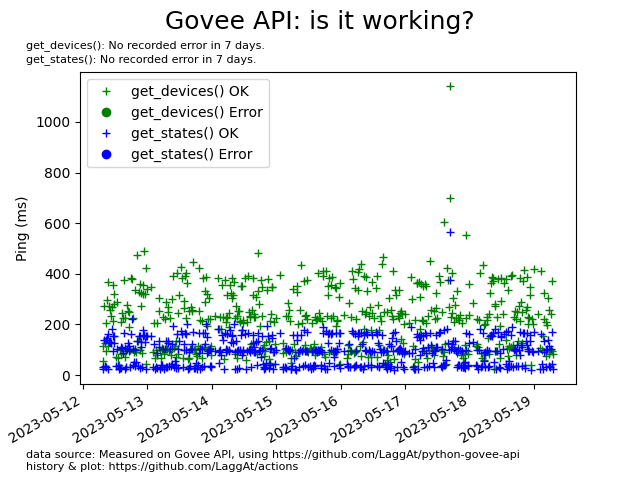 Govee API: is it working?
get_devices(): No recorded error in 7 days.
get_states(): No recorded error in 7 days.
get_devices() OK
get_devices() Error
get_states() OK
get_states() Error
Ping (ms)
1000
800
600
400
200
0
2023-05-12
2023-05-13
2023-05-14
2023-05-15
2023-05-16
2023-05-17
2023-05-18
2023-05-19
data source: Measured on Govee API, using https://github.com/LaggAt/python-govee-api
history & plot: https://github.com/LaggAt/actions